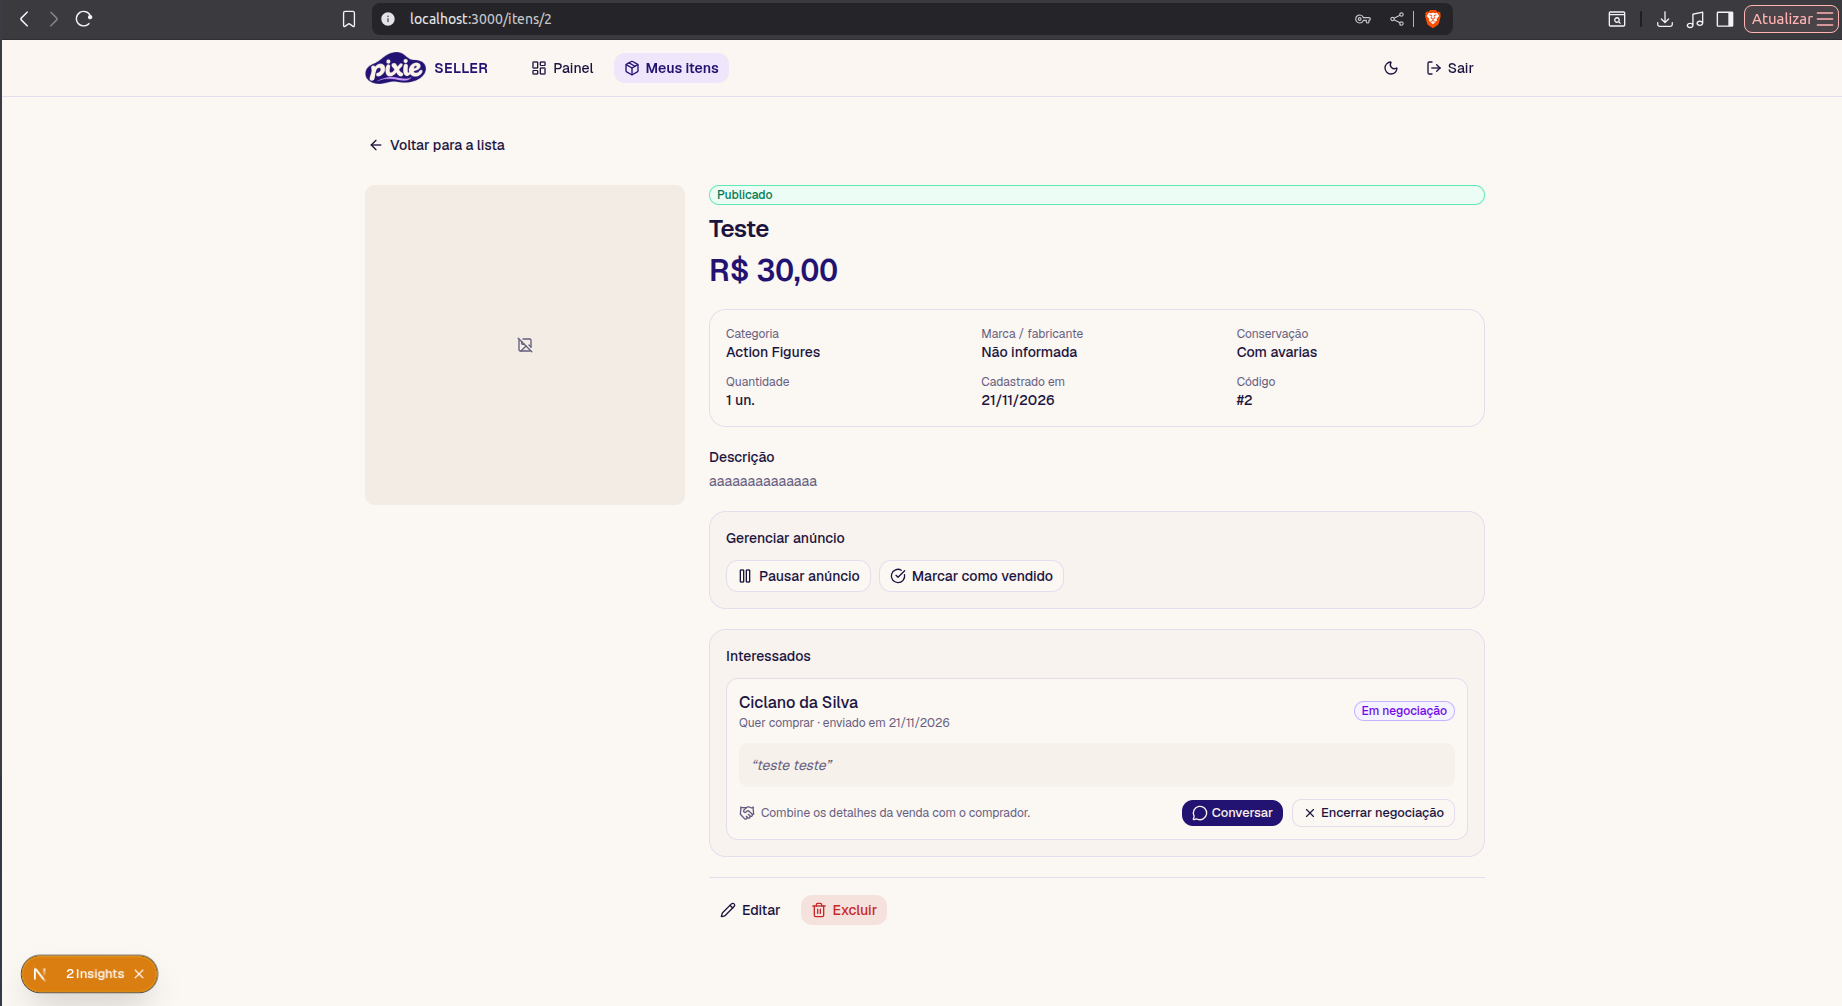 localhost:3000/itens/2
Atualizar
pixie SELLER
Painel
Meus itens
Sair
Voltar para a lista
Publicado
Teste
R$ 30,00
Categoria
Marca / fabricante
Conservação
Action Figures
Não informada
Com avarias
Quantidade
Cadastrado em
Código
1 un.
21/11/2026
#2
Descrição
aaaaaaaaaaaaaa
Gerenciar anúncio
Pausar anúncio
Marcar como vendido
Interessados
Ciclano da Silva
Em negociação
Quer comprar · enviado em 21/11/2026
“teste teste”
Combine os detalhes da venda com o comprador.
Conversar
Encerrar negociação
Editar
Excluir
N
2 Insights